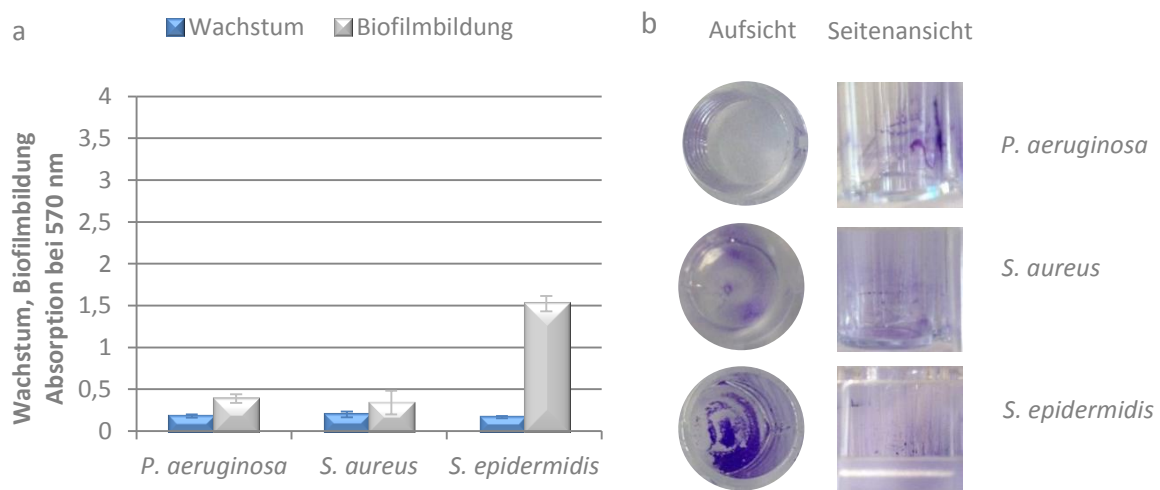 a
Wachstum Biofilmbildung
Wachstum, Biofilmbildung
Absorption bei 570 nm
4
3,5
3
2,5
2
1,5
1
0,5
0
P. aeruginosa S. aureus S. epidermidis
b
Aufsicht Seitenansicht
P. aeruginosa
S. aureus
S. epidermidis